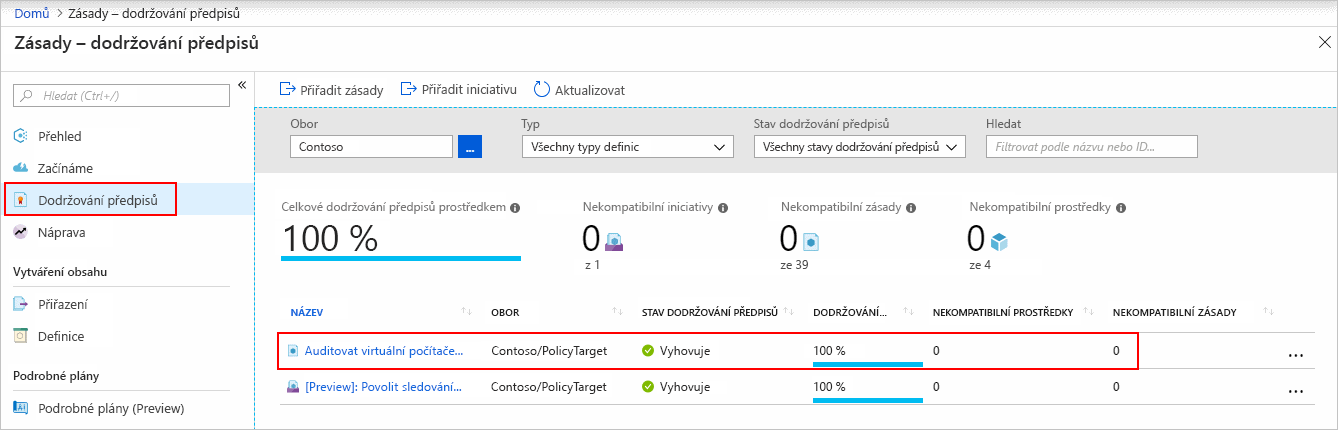 Domů > Zásady – dodržování předpisů
Zásady – dodržování předpisů
Hledat (Ctrl+/)
Přehled
Začínáme
Dodržování předpisů
Náprava
Vytváření obsahu
Přiřazení
Definice
Podrobné plány
Podrobné plány (Preview)
Přiřadit zásady Přiřadit iniciativu Aktualizovat
Obor Typ Stav dodržování předpisů Hledat
Contoso ... Všechny typy definic Všechny stavy dodržování předpisů Filtrovat podle názvu nebo ID...
Celkové dodržování předpisů prostředkem Nekompatibilní iniciativy Nekompatibilní zásady Nekompatibilní prostředky
100 % 0 0 0
z 1 ze 39 ze 4
NÁZEV OBOR STAV DODRŽOVÁNÍ PŘEDPISŮ DODRŽOVÁNÍ... NEKOMPATIBILNÍ PROSTŘEDKY NEKOMPATIBILNÍ ZÁSADY
Auditovat virtuální počítače... Contoso/PolicyTarget Vyhovuje 100 % 0 0 ...
[Preview]: Povolit sledování... Contoso/PolicyTarget Vyhovuje 100 % 0 0 ...